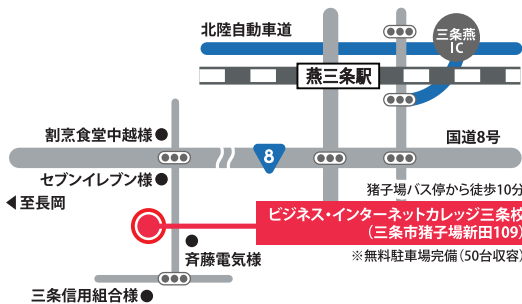 北陸自動車道
三条燕
IC
燕三条駅
割烹食堂中越様
国道8号
8
セブンイレブン様
猪子場バス停から徒歩10分
至長岡
ビジネス・インターネットカレッジ三条校
(三条市猪子場新田109)
斉藤電気様
※無料駐車場完備(50台収容)
三条信用組合様